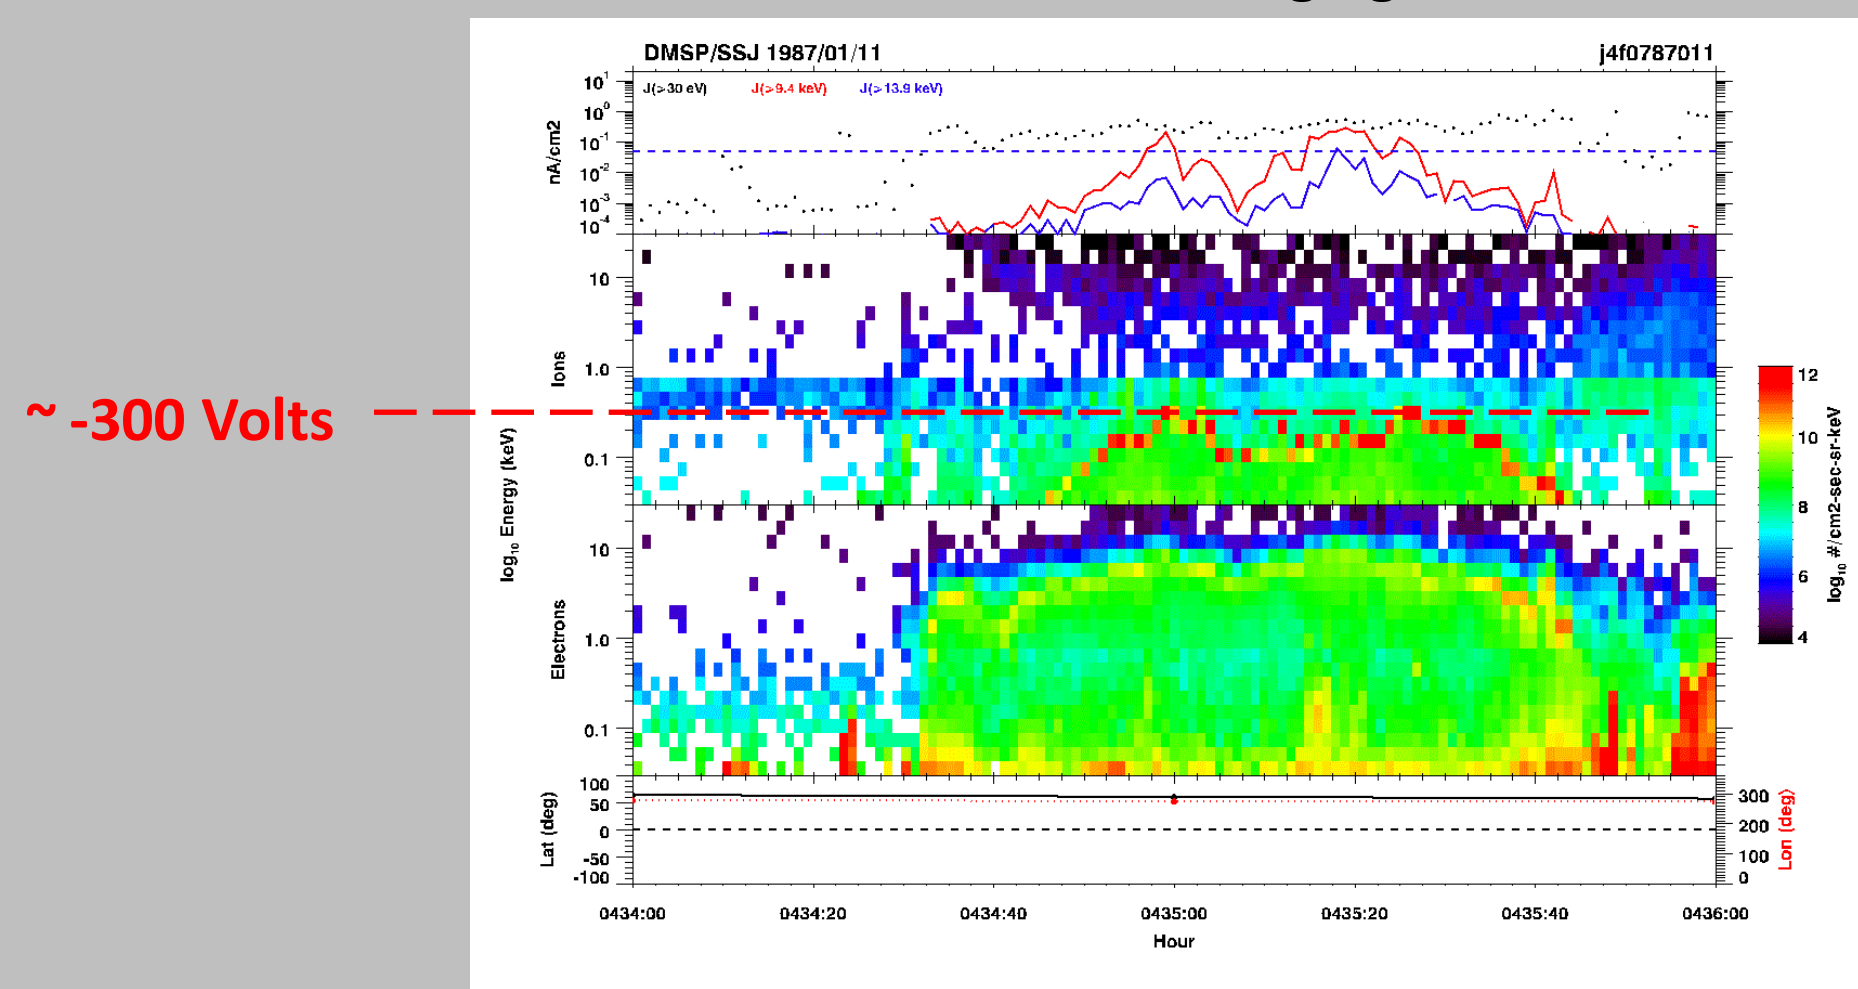 DMSP/SSJ 1987/01/11
j4f0787011
J(>30 eV) J(>9.4 keV) J(>13.9 keV)
nA/cm2
10¹
10⁰
10⁻¹
10⁻²
10⁻³
10⁻⁴
~ -300 Volts
log₁₀ Energy (keV)
Ions
10
1.0
0.1
Electrons
10
1.0
0.1
12
10
8
6
4
log₁₀ #/cm2-sec-sr-keV
Lat (deg)
100
50
0
-50
-100
300
200
100
0
Lon (deg)
0434:00 0434:20 0434:40 0435:00 0435:20 0435:40 0436:00
Hour